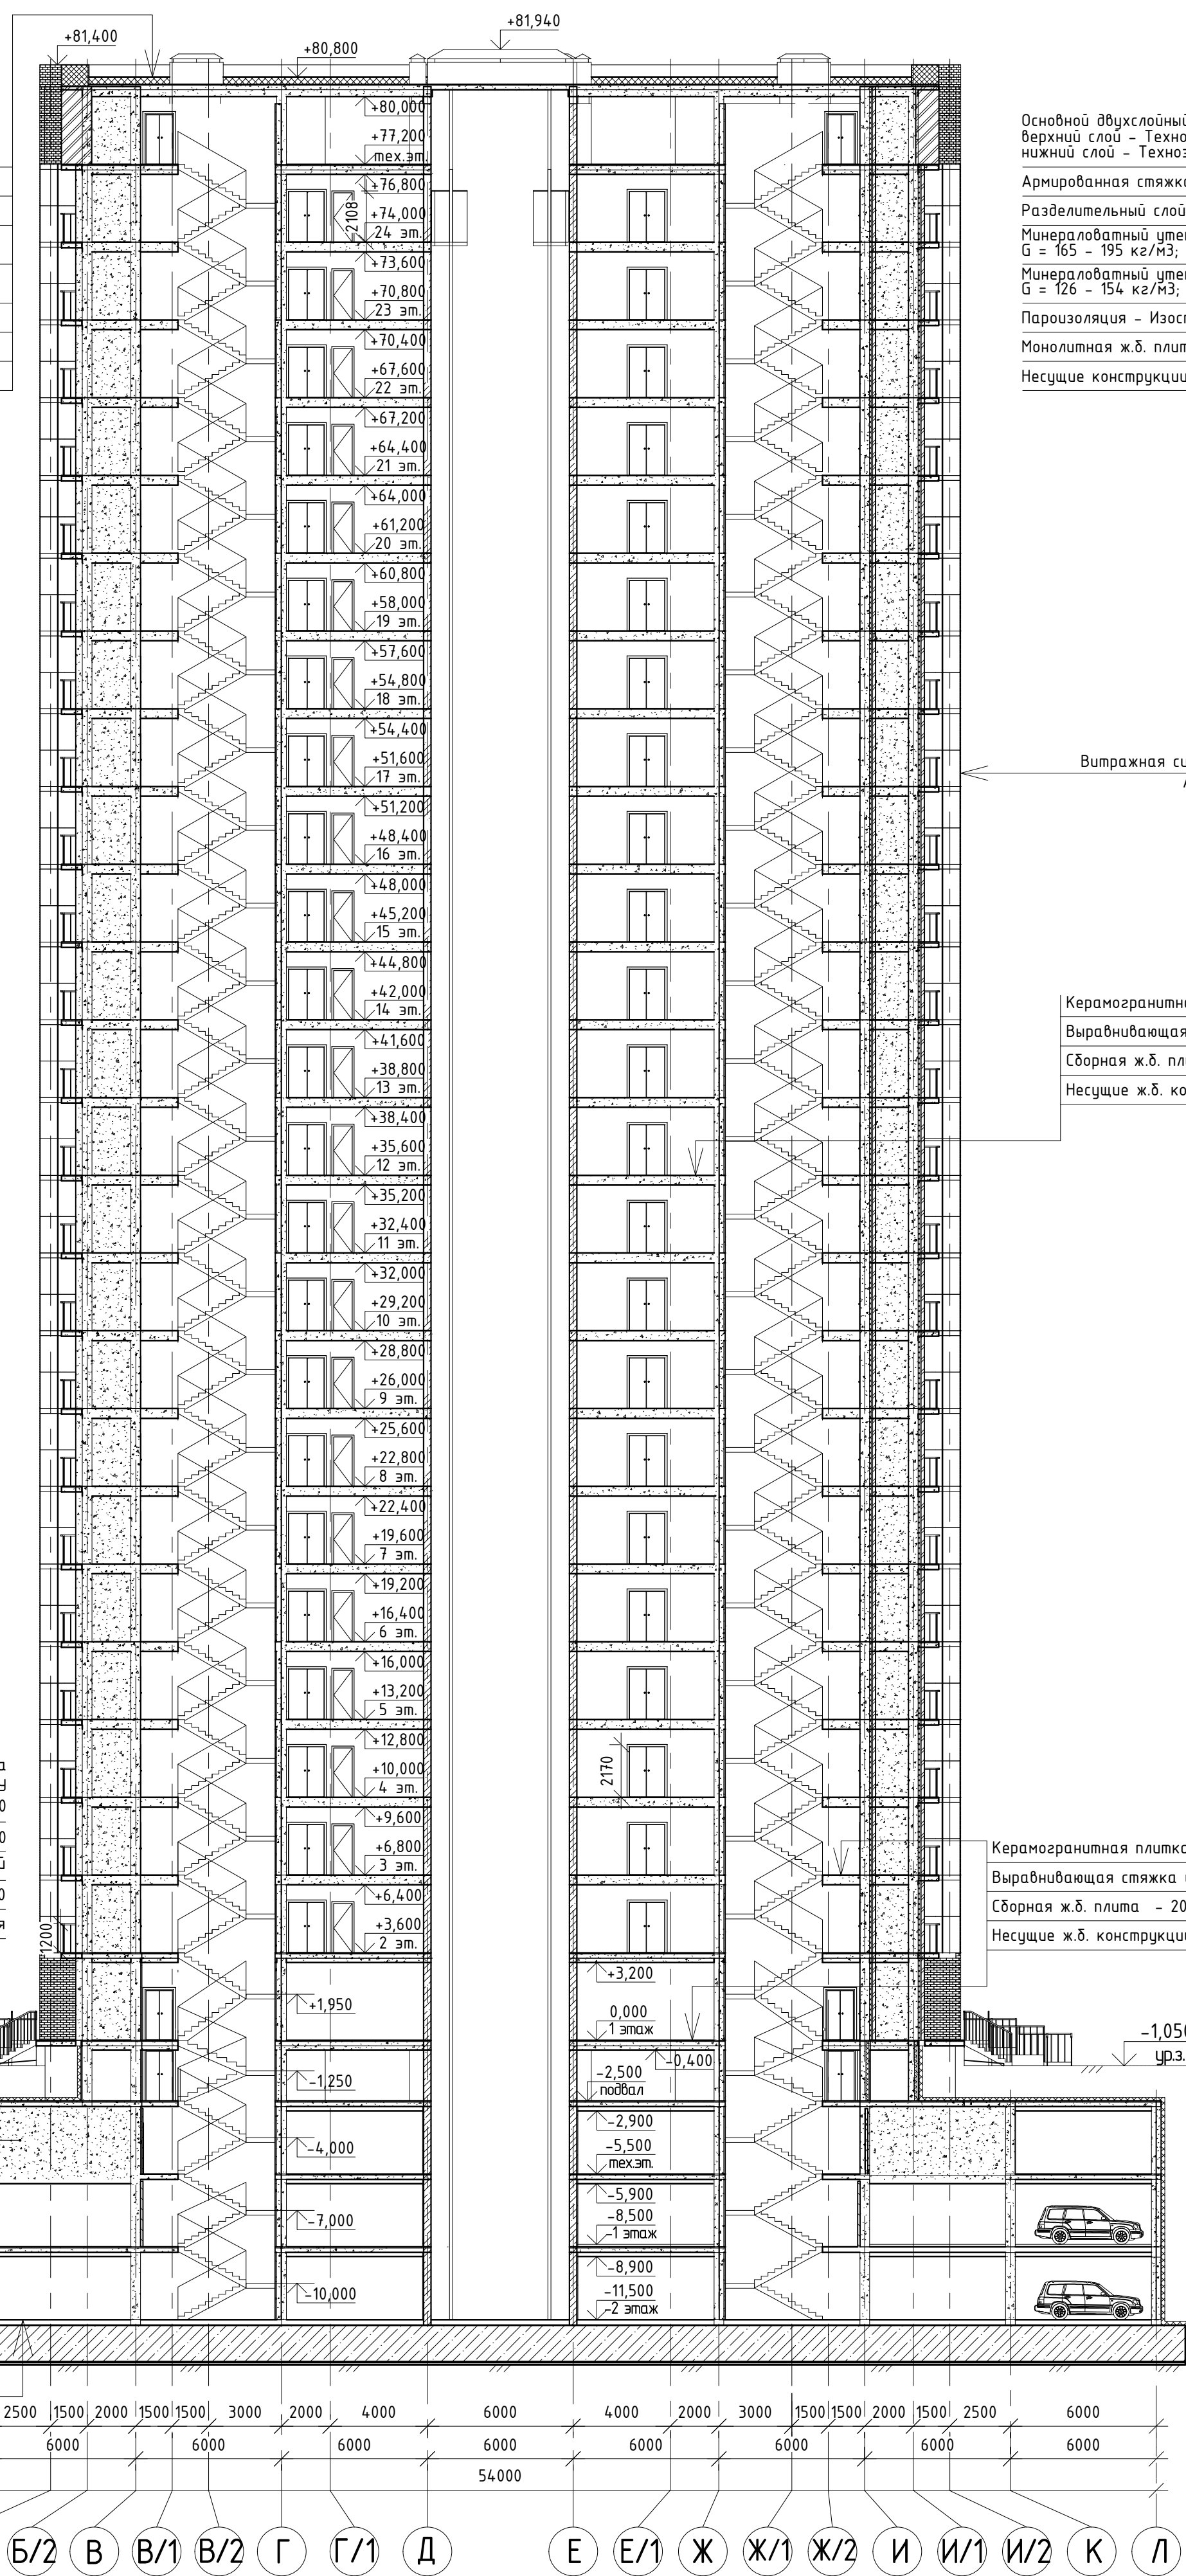 +81,940
+81,400
+80,800
+80,000
+77,200
тех.эт.
+76,800
2108
+74,000
24 эт.
+73,600
+70,800
23 эт.
+70,400
+67,600
22 эт.
+67,200
+64,400
21 эт.
+64,000
+61,200
20 эт.
+60,800
+58,000
19 эт.
+57,600
+54,800
18 эт.
+54,400
+51,600
17 эт.
+51,200
+48,400
16 эт.
+48,000
+45,200
15 эт.
+44,800
+42,000
14 эт.
+41,600
+38,800
13 эт.
+38,400
+35,600
12 эт.
+35,200
+32,400
11 эт.
+32,000
+29,200
10 эт.
+28,800
+26,000
9 эт.
+25,600
+22,800
8 эт.
+22,400
+19,600
7 эт.
+19,200
+16,400
6 эт.
+16,000
+13,200
5 эт.
+12,800
+10,000
4 эт.
2170
+9,600
+6,800
3 эт.
+6,400
+3,600
2 эт.
1200
+3,200
+1,950
0,000
1 этаж
-0,400
-1,250
-2,500
подвал
-2,900
-4,000
-5,500
тех.эт.
-5,900
-7,000
-8,500
-1 этаж
-8,900
-10,000
-11,500
-2 этаж
Основной двухслойный
верхний слой - Техно
нижний слой - Техноэ
Армированная стяжка
Разделительный слой
Минераловатный утеп
G = 165 - 195 кг/м3;
Минераловатный утеп
G = 126 - 154 кг/м3;
Пароизоляция - Изосп
Монолитная ж.б. плит
Несущие конструкции
Витражная си
Керамогранитна
Выравнивающая
Сборная ж.б. пли
Несущие ж.б. ко
Керамогранитная плитка
Выравнивающая стяжка
Сборная ж.б. плита - 20
Несущие ж.б. конструкции
-1,050
ур.з.
2500 1500 2000 1500 1500 3000 2000 4000 6000 4000 2000 3000 1500 1500 2000 1500 2500 6000
6000 6000 6000 6000 6000 6000 6000 6000
54000
Б/2 В В/1 В/2 Г Г/1 Д Е Е/1 Ж Ж/1 Ж/2 И И/1 И/2 К Л